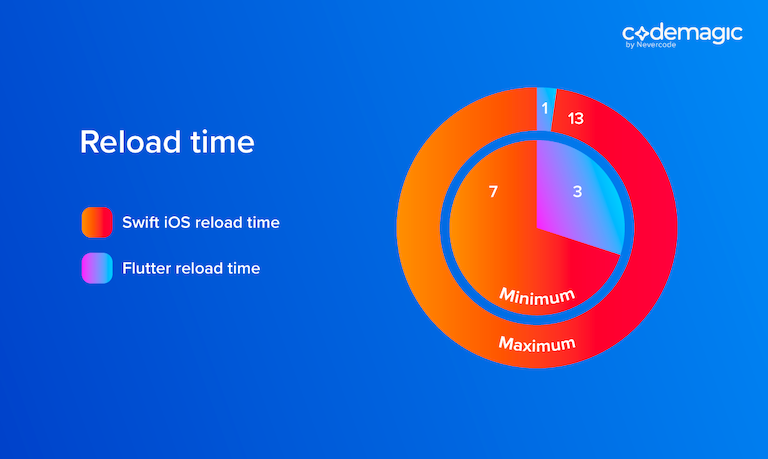 codemagic
by Nevercode
Reload time
Swift iOS reload time
Flutter reload time
1
13
7
3
Minimum
Maximum